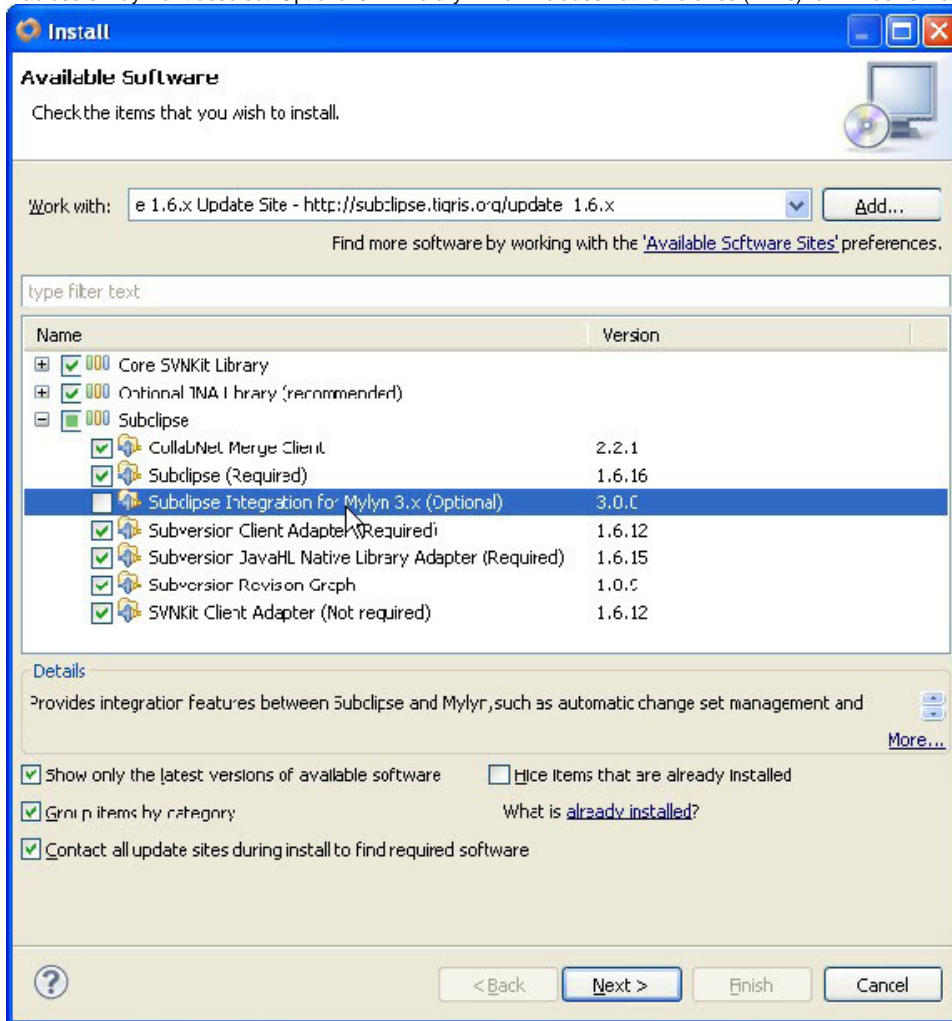 Install
Available Software
Check the items that you wish to install.
Work with: e 1.6.x Update Site - http://subclipse.tigris.org/update_1.6.x Add...
Find more software by working with the 'Available Software Sites' preferences.
type filter text
Name Version
Core SVNKit Library
Optional JNA Library (recommended)
Subclipse
CollabNet Merge Client 2.2.1
Subclipse (Required) 1.6.16
Subclipse Integration for Mylyn 3.x (Optional) 3.0.0
Subversion Client Adapter (Required) 1.6.12
Subversion JavaHL Native Library Adapter (Required) 1.6.15
Subversion Revison Graph 1.0.9
SVNKit Client Adapter (Not required) 1.6.12
Details
Provides integration features between Subclipse and Mylyn, such as automatic change set management and
More...
Show only the latest versions of available software Hide items that are already installed
Group items by category What is already installed?
Contact all update sites during install to find required software
? < Back Next > Finish Cancel